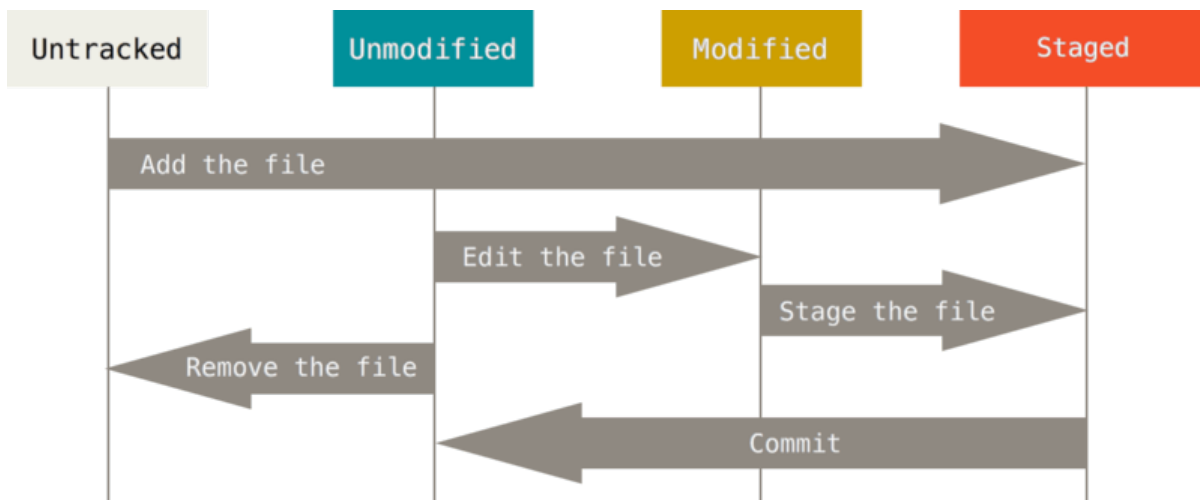 Untracked
Unmodified
Modified
Staged
Add the file
Edit the file
Stage the file
Remove the file
Commit